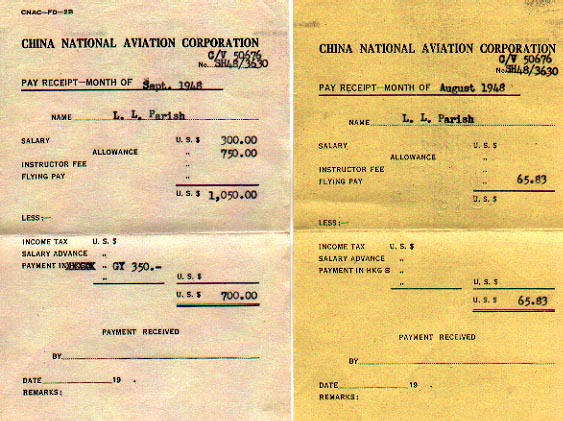 CNAC—FD—2B
CHINA NATIONAL AVIATION CORPORATION
C/V 50676
No. SH48/3630
PAY RECEIPT—MONTH OF Sept. 1948
NAME L. L. Parish
SALARY U. S. $ 300.00
ALLOWANCE „ 750.00
INSTRUCTOR FEE „
FLYING PAY „
U. S. $ 1,050.00
LESS:—
INCOME TAX U. S. $
SALARY ADVANCE „
PAYMENT IN „ GY 350.-
„ U. S. $
U. S. $ 700.00
PAYMENT RECEIVED
BY
DATE 19 .
REMARKS:
CHINA NATIONAL AVIATION CORPORATION
C/V 50676
No. SH48/3630
PAY RECEIPT—MONTH OF August 1948
NAME L. L. Parish
SALARY U. S. $
ALLOWANCE „
INSTRUCTOR FEE „
FLYING PAY „ 65.83
U. S. $
LESS:—
INCOME TAX U. S. $
SALARY ADVANCE „
PAYMENT IN HKG $ „
„ U. S. $
U. S. $ 65.83
PAYMENT RECEIVED
BY
DATE 19 .
REMARKS: